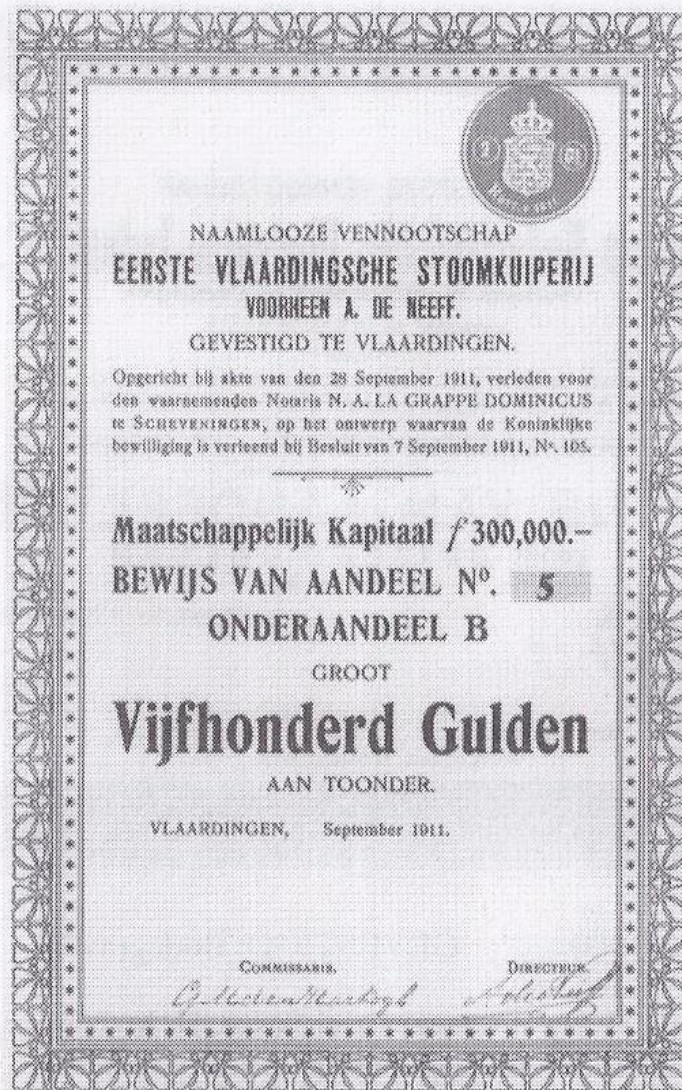 NAAMLOOZE VENNOOTSCHAP
EERSTE VLAARDINGSCHE STOOMKUIPERIJ
VOORHEEN A. DE NEEFF.
GEVESTIGD TE VLAARDINGEN.
Opgericht bij akte van den 28 September 1911, verleden voor
den waarnemenden Notaris N. A. LA GRAPPE DOMINICUS
te SCHEVENINGEN, op het ontwerp waarvan de Koninklijke
bewilliging is verleend bij Besluit van 7 September 1911, No. 105.
Maatschappelijk Kapitaal ƒ 300,000.–
BEWIJS VAN AANDEEL No. 5
ONDERAANDEEL B
GROOT
Vijfhonderd Gulden
AAN TOONDER.
VLAARDINGEN, September 1911.
COMMISSARIS. DIRECTEUR.